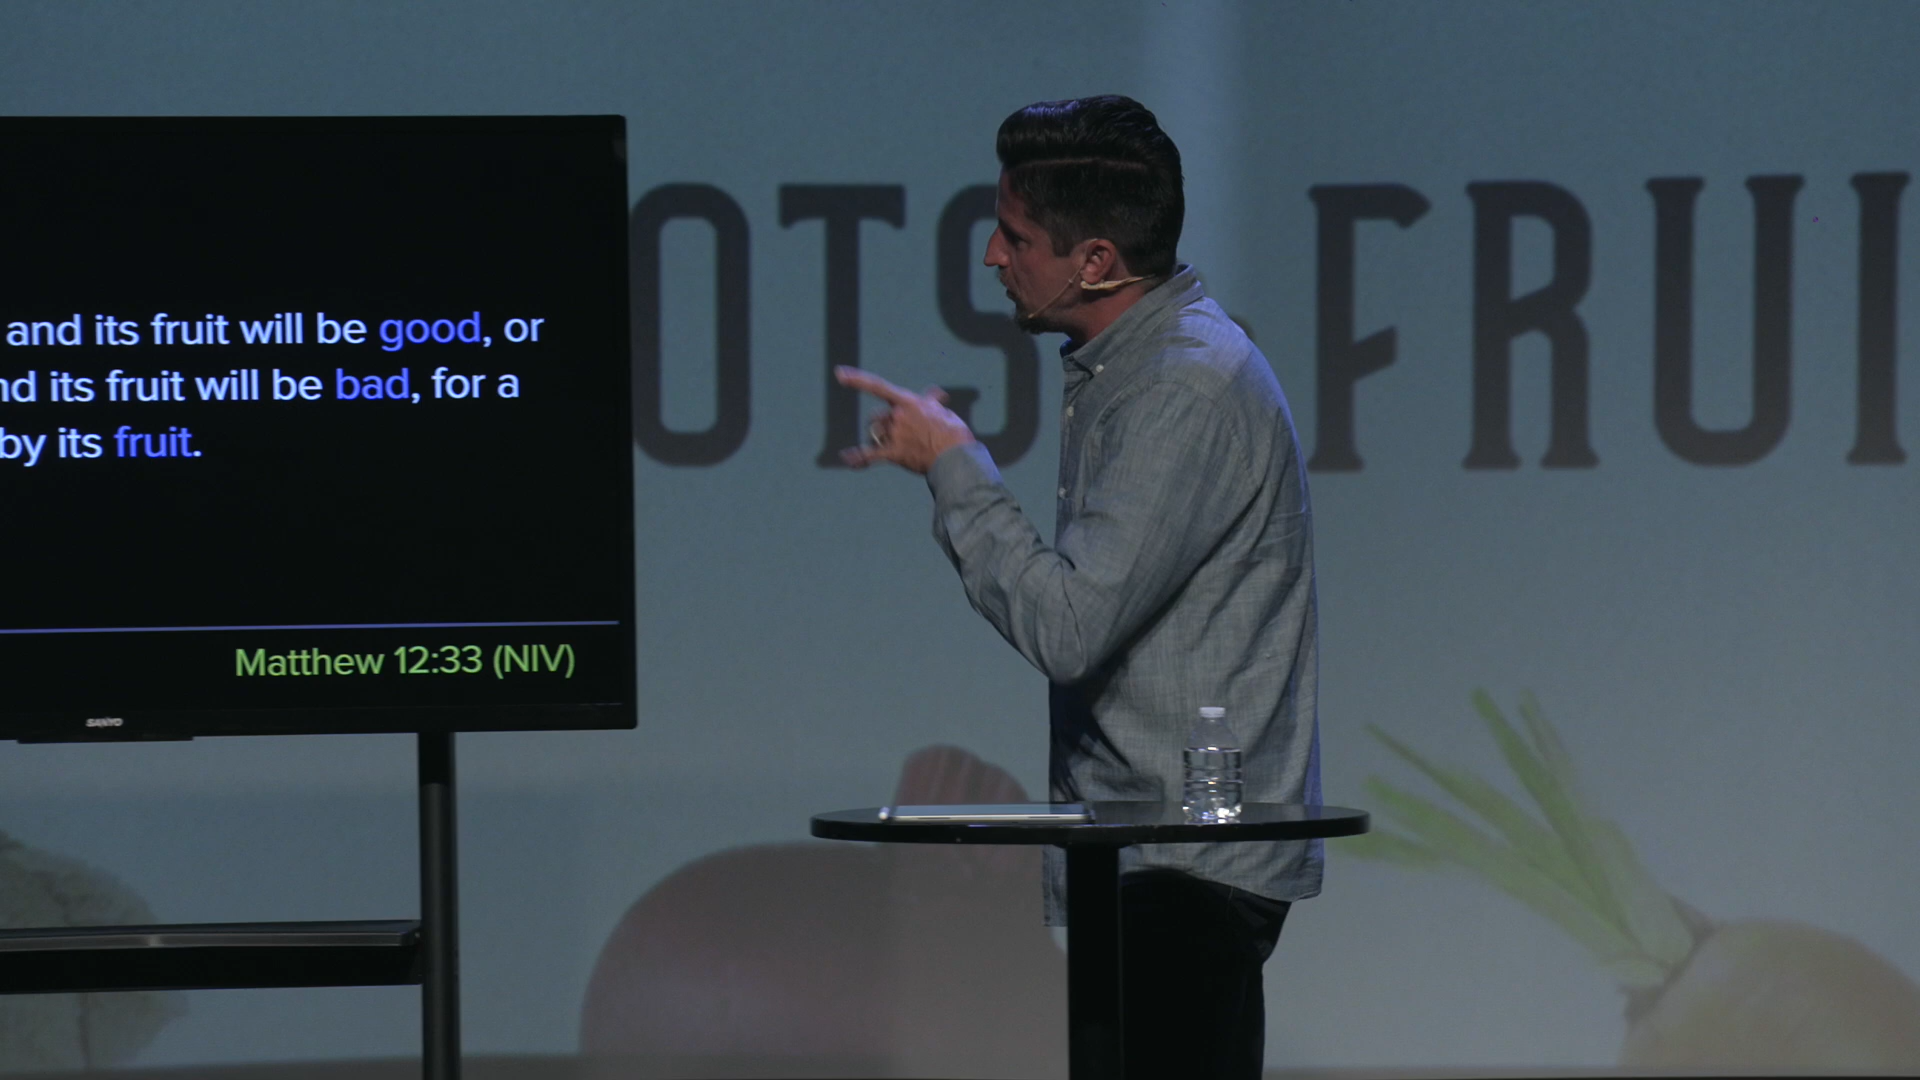 OTS & FRUI
and its fruit will be good, or
nd its fruit will be bad, for a
by its fruit.
Matthew 12:33 (NIV)
SANYO